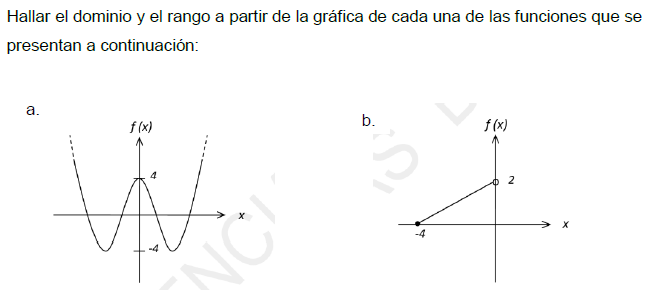 Hallar el dominio y el rango a partir de la gráfica de cada una de las funciones que se
presentan a continuación:
a.
f (x)
4
x
-4
b.
f (x)
2
-4
x